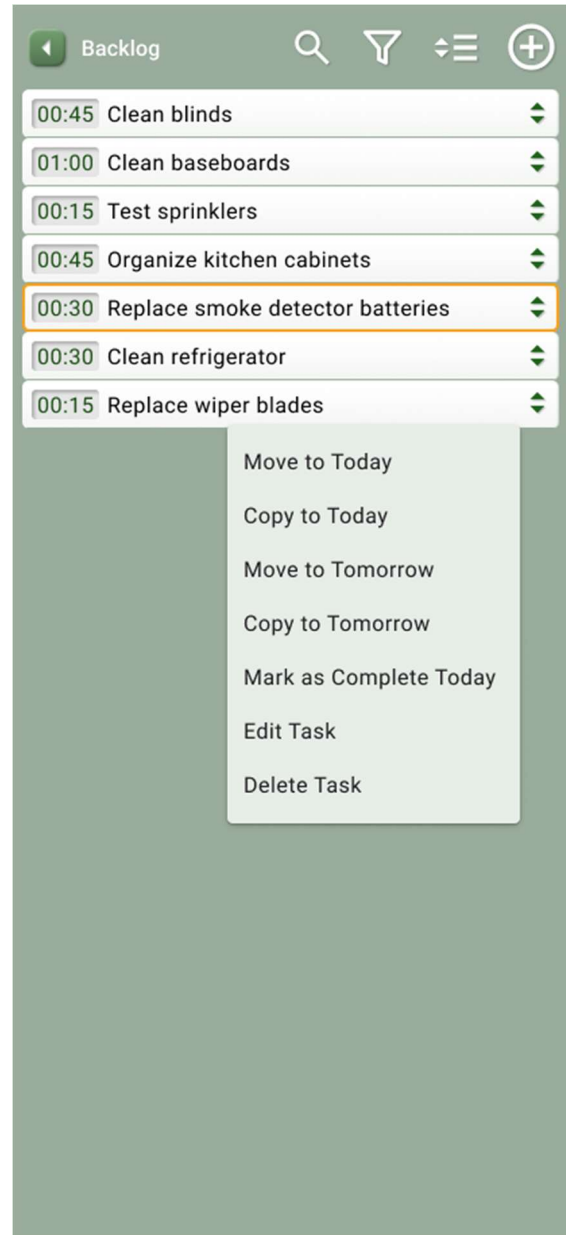 Backlog
00:45 Clean blinds
01:00 Clean baseboards
00:15 Test sprinklers
00:45 Organize kitchen cabinets
00:30 Replace smoke detector batteries
00:30 Clean refrigerator
00:15 Replace wiper blades
Move to Today
Copy to Today
Move to Tomorrow
Copy to Tomorrow
Mark as Complete Today
Edit Task
Delete Task